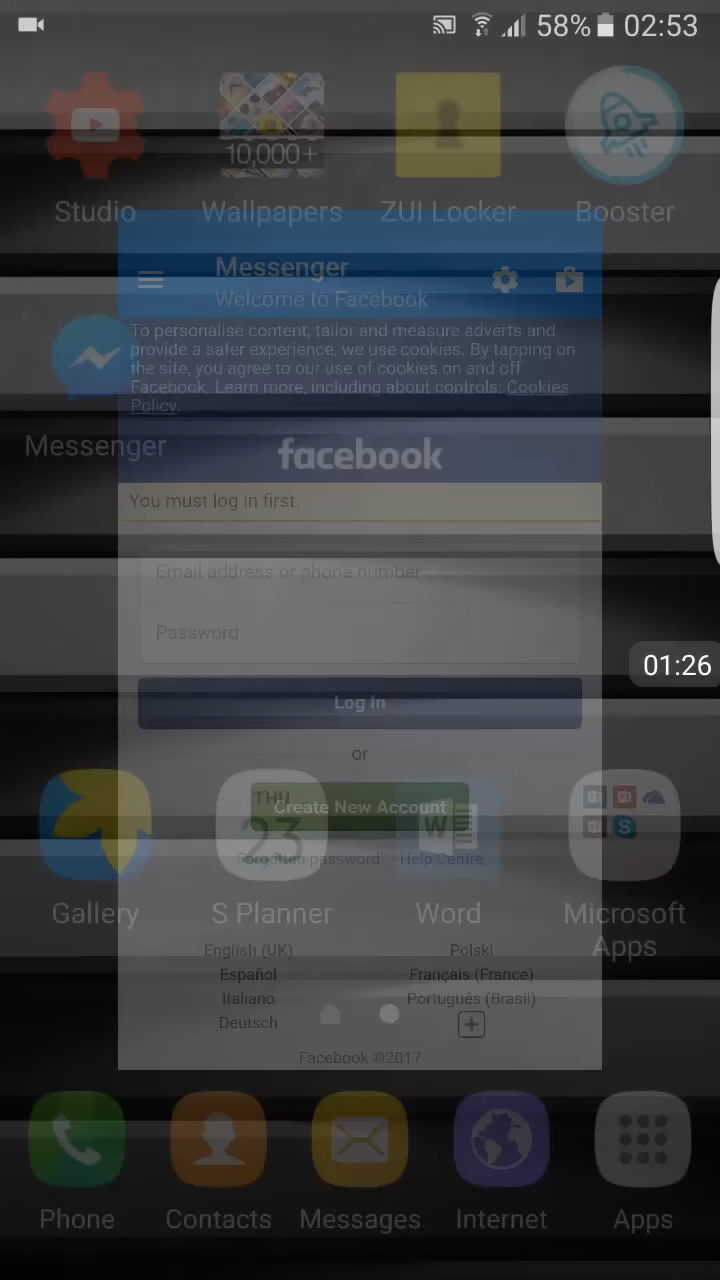 58% 02:53
10,000+
Studio Wallpapers ZUI Locker Booster
Messenger
Welcome to Facebook
To personalise content, tailor and measure adverts and
provide a safer experience, we use cookies. By tapping on
the site, you agree to our use of cookies on and off
Facebook. Learn more, including about controls: Cookies
Policy.
Messenger
facebook
You must log in first.
Email address or phone number
Password
01:26
Log In
or
THU
23
Create New Account
W
S
Forgotten password? · Help Centre
Gallery S Planner Word Microsoft
Apps
English (UK) Polski
Español Français (France)
Italiano Português (Brasil)
Deutsch
Facebook ©2017
Phone Contacts Messages Internet Apps